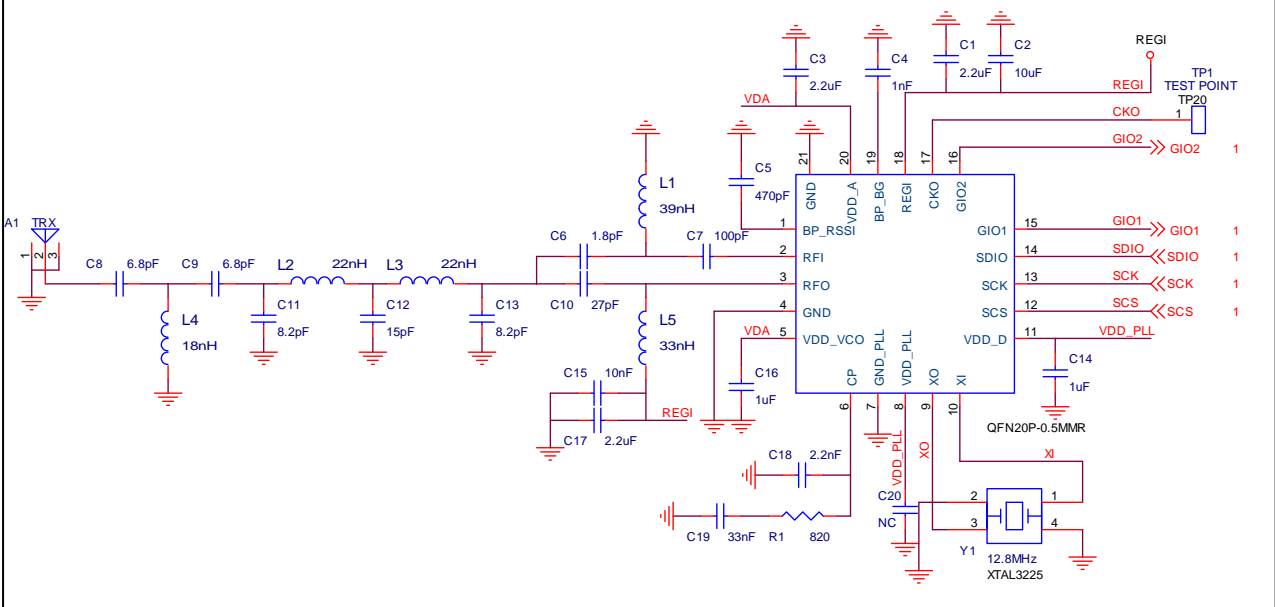 REGI
C3
2.2uF
C4
1nF
C1
2.2uF
C2
10uF
TP1
TEST POINT
TP20
1
VDA
REGI
CKO
GIO2
GIO2 1
21
20
19
18
17
16
GND
VDD_A
BP_BG
REGI
CKO
GIO2
C5
470pF
L1
39nH
A1 TRX
1
2
3
C8
6.8pF
C9
6.8pF
L2
22nH
L3
22nH
C6
1.8pF
C7
100pF
C10
27pF
L4
18nH
C11
8.2pF
C12
15pF
C13
8.2pF
L5
33nH
C15
10nF
C17
2.2uF
REGI
VDA
C16
1uF
1 BP_RSSI
2 RFI
3 RFO
4 GND
5 VDD_VCO
GIO1 15 GIO1 GIO1 1
SDIO 14 SDIO SDIO 1
SCK 13 SCK SCK 1
SCS 12 SCS SCS 1
VDD_D 11 VDD_PLL
C14
1uF
CP
GND_PLL
VDD_PLL
XO
XI
6
7
8
9
10
QFN20P-0.5MMR
VDD_PLL
XO
XI
C18
2.2nF
C19
33nF
R1
820
C20
NC
2
3
1
4
Y1
12.8MHz
XTAL3225